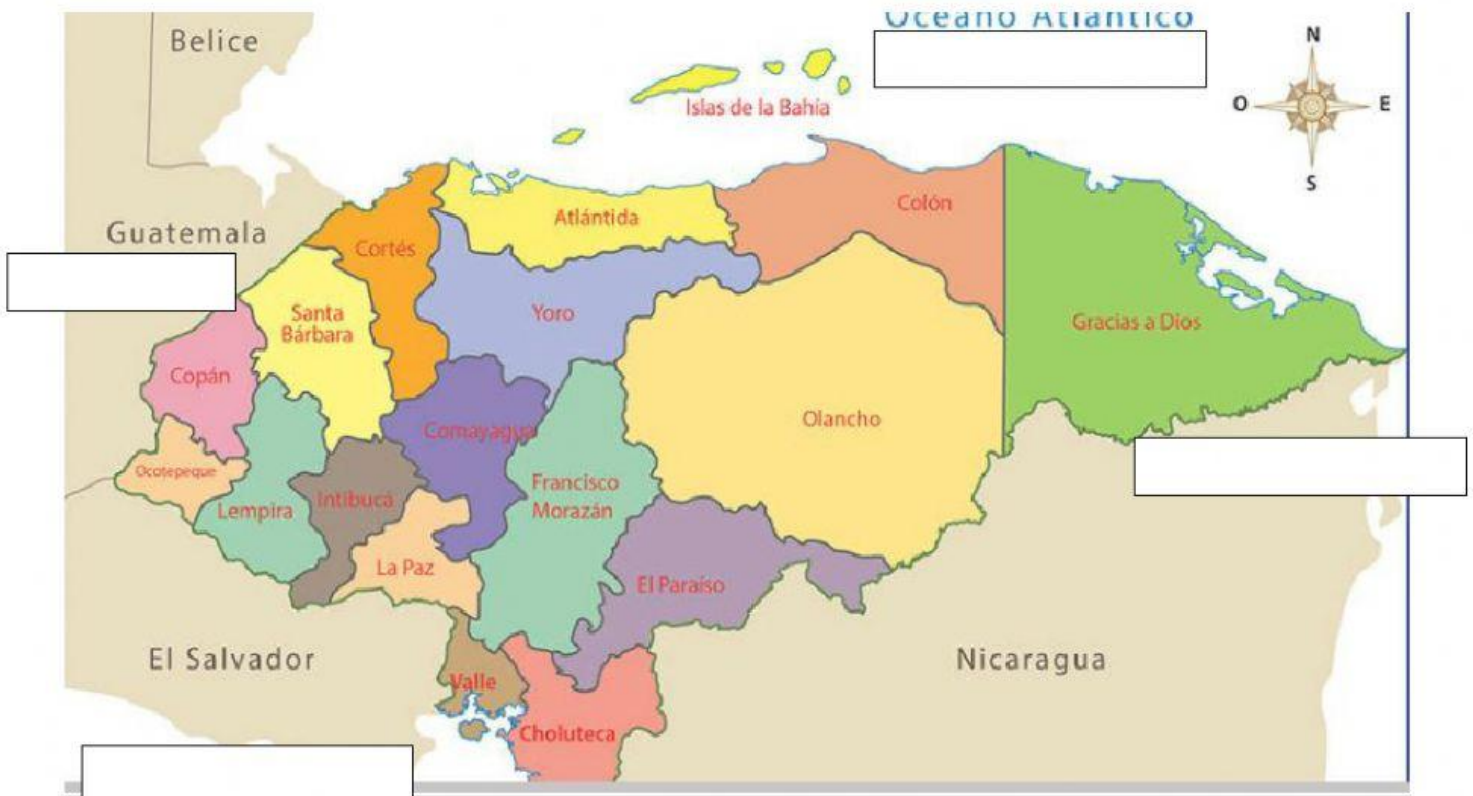 Océano Atlántico
Belice
N
O
E
S
Islas de la Bahía
Guatemala
Cortés
Atlántida
Colón
Santa
Bárbara
Yoro
Gracias a Dios
Copán
Olancho
Comayagua
Ocotepeque
Lempira
Intibucá
Francisco
Morazán
La Paz
El Paraíso
El Salvador
Nicaragua
Valle
Choluteca